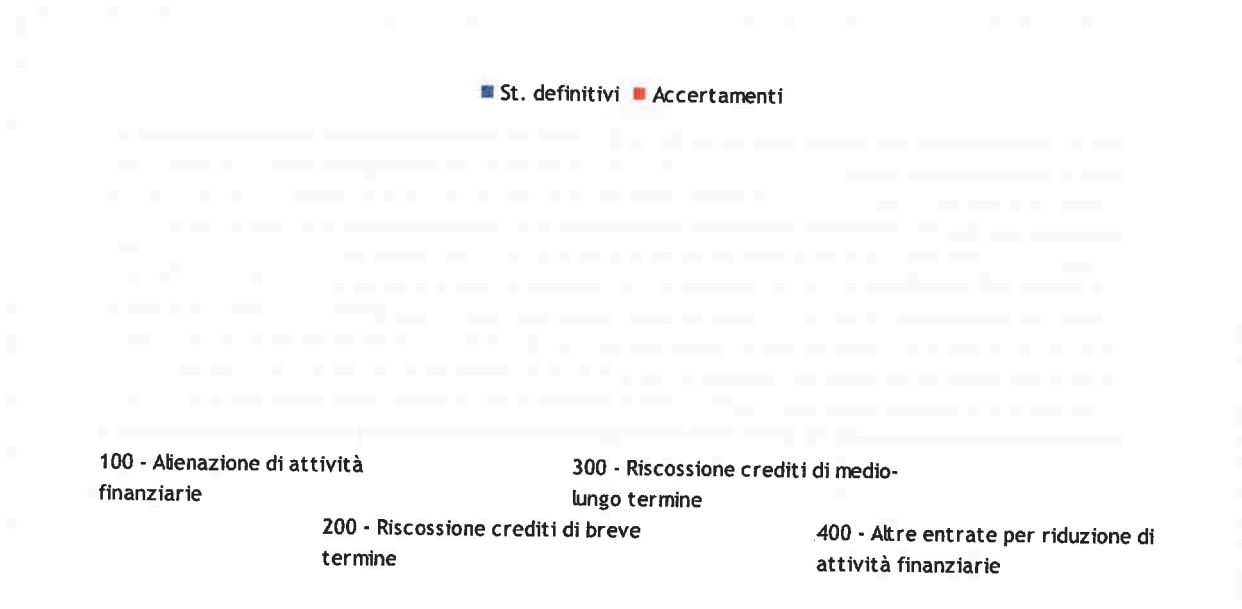 St. definitivi Accertamenti
100 - Alienazione di attività
finanziarie
200 - Riscossione crediti di breve
termine
300 - Riscossione crediti di medio-
lungo termine
400 - Altre entrate per riduzione di
attività finanziarie